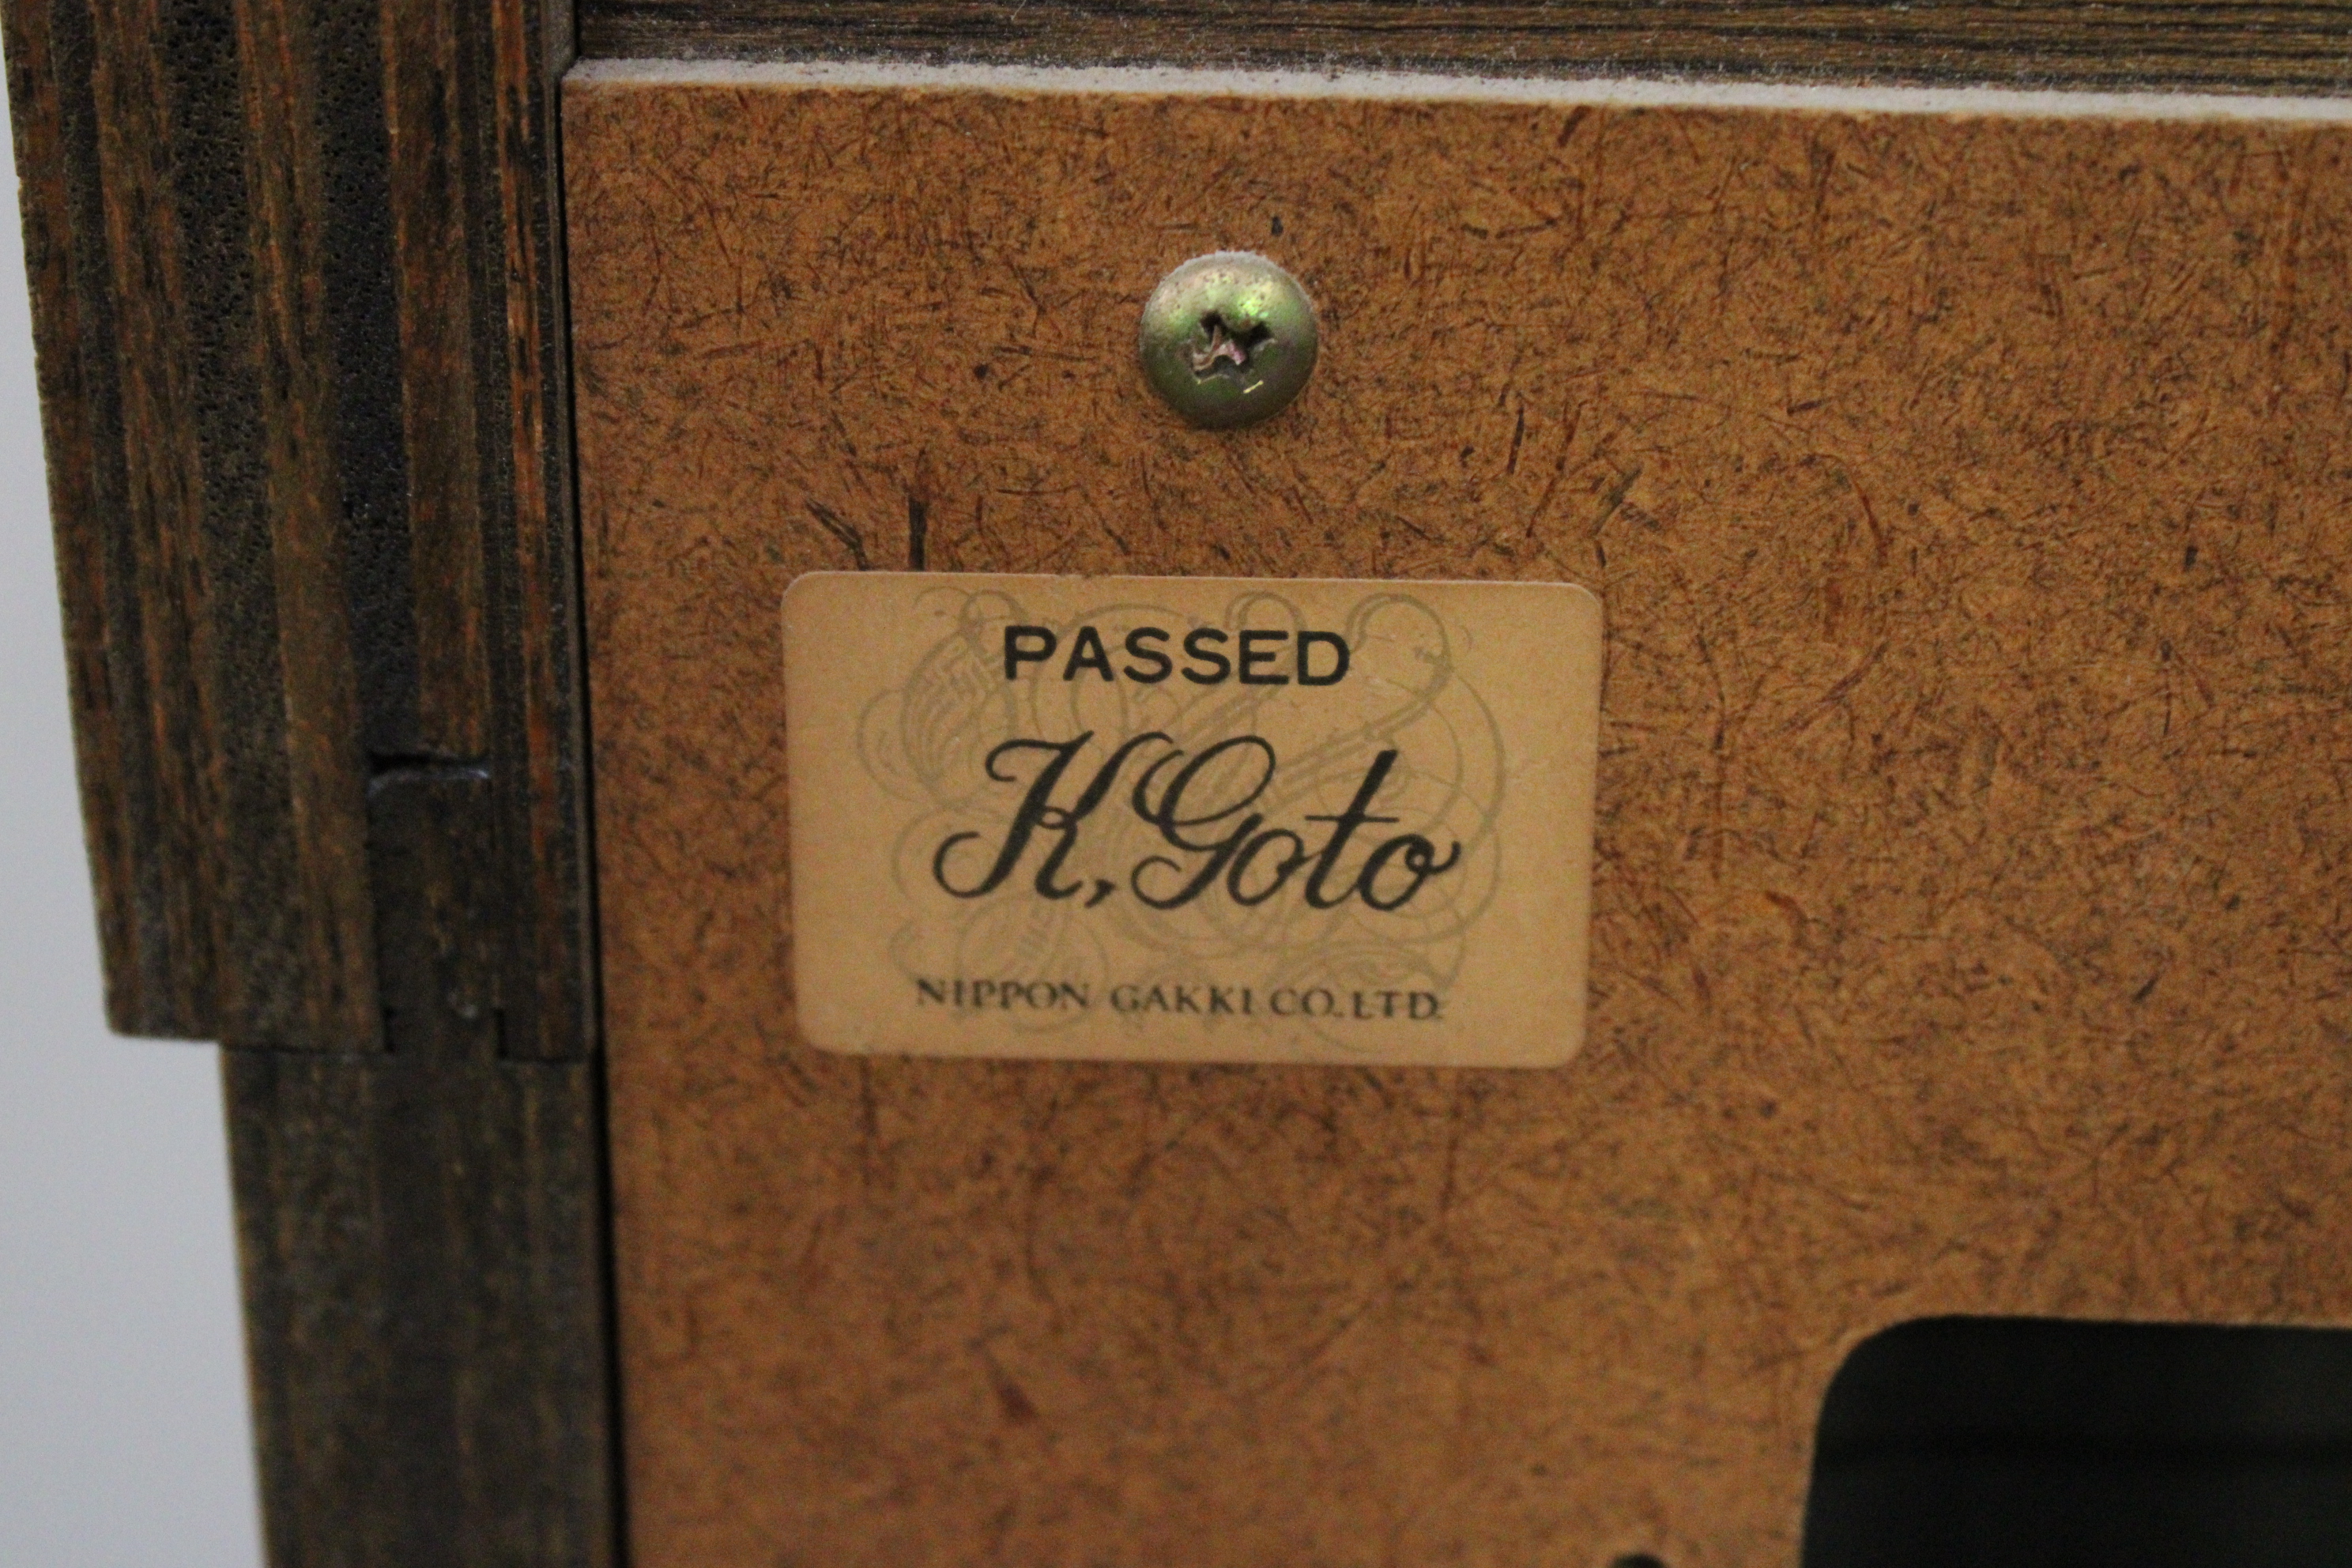 PASSED
K, Goto
NIPPON GAKKI CO. LTD.